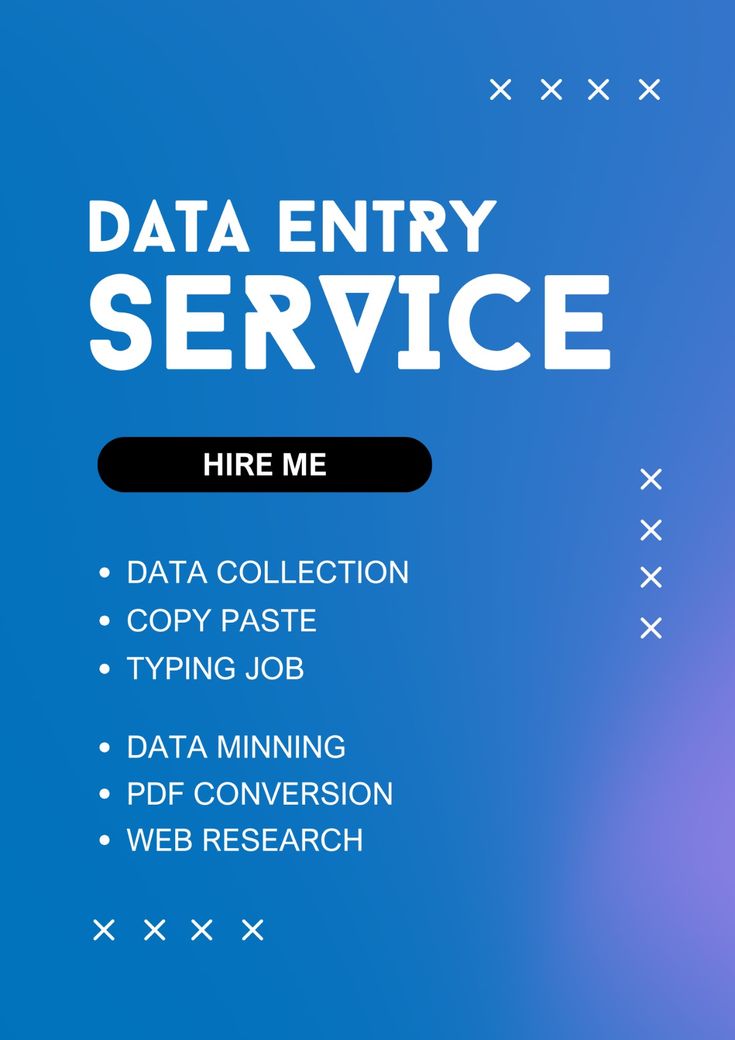 DATA ENTRY
SERVICE
HIRE ME
• DATA COLLECTION
• COPY PASTE
• TYPING JOB
• DATA MINNING
• PDF CONVERSION
• WEB RESEARCH